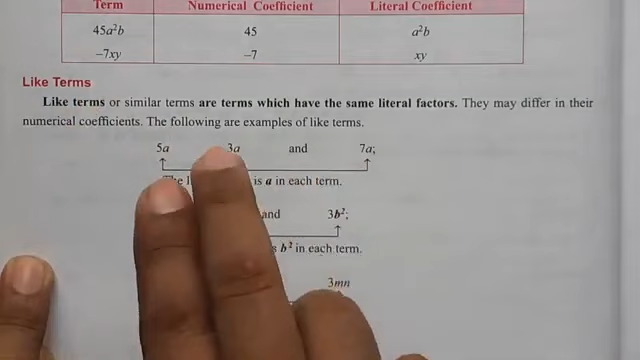 Term Numerical Coefficient Literal Coefficient
45a²b 45 a²b
–7xy –7 xy
Like Terms
Like terms or similar terms are terms which have the same literal factors. They may differ in their
numerical coefficients. The following are examples of like terms.
5a 3a and 7a;
is a in each term.
and 3b²;
b² in each term.
3mn